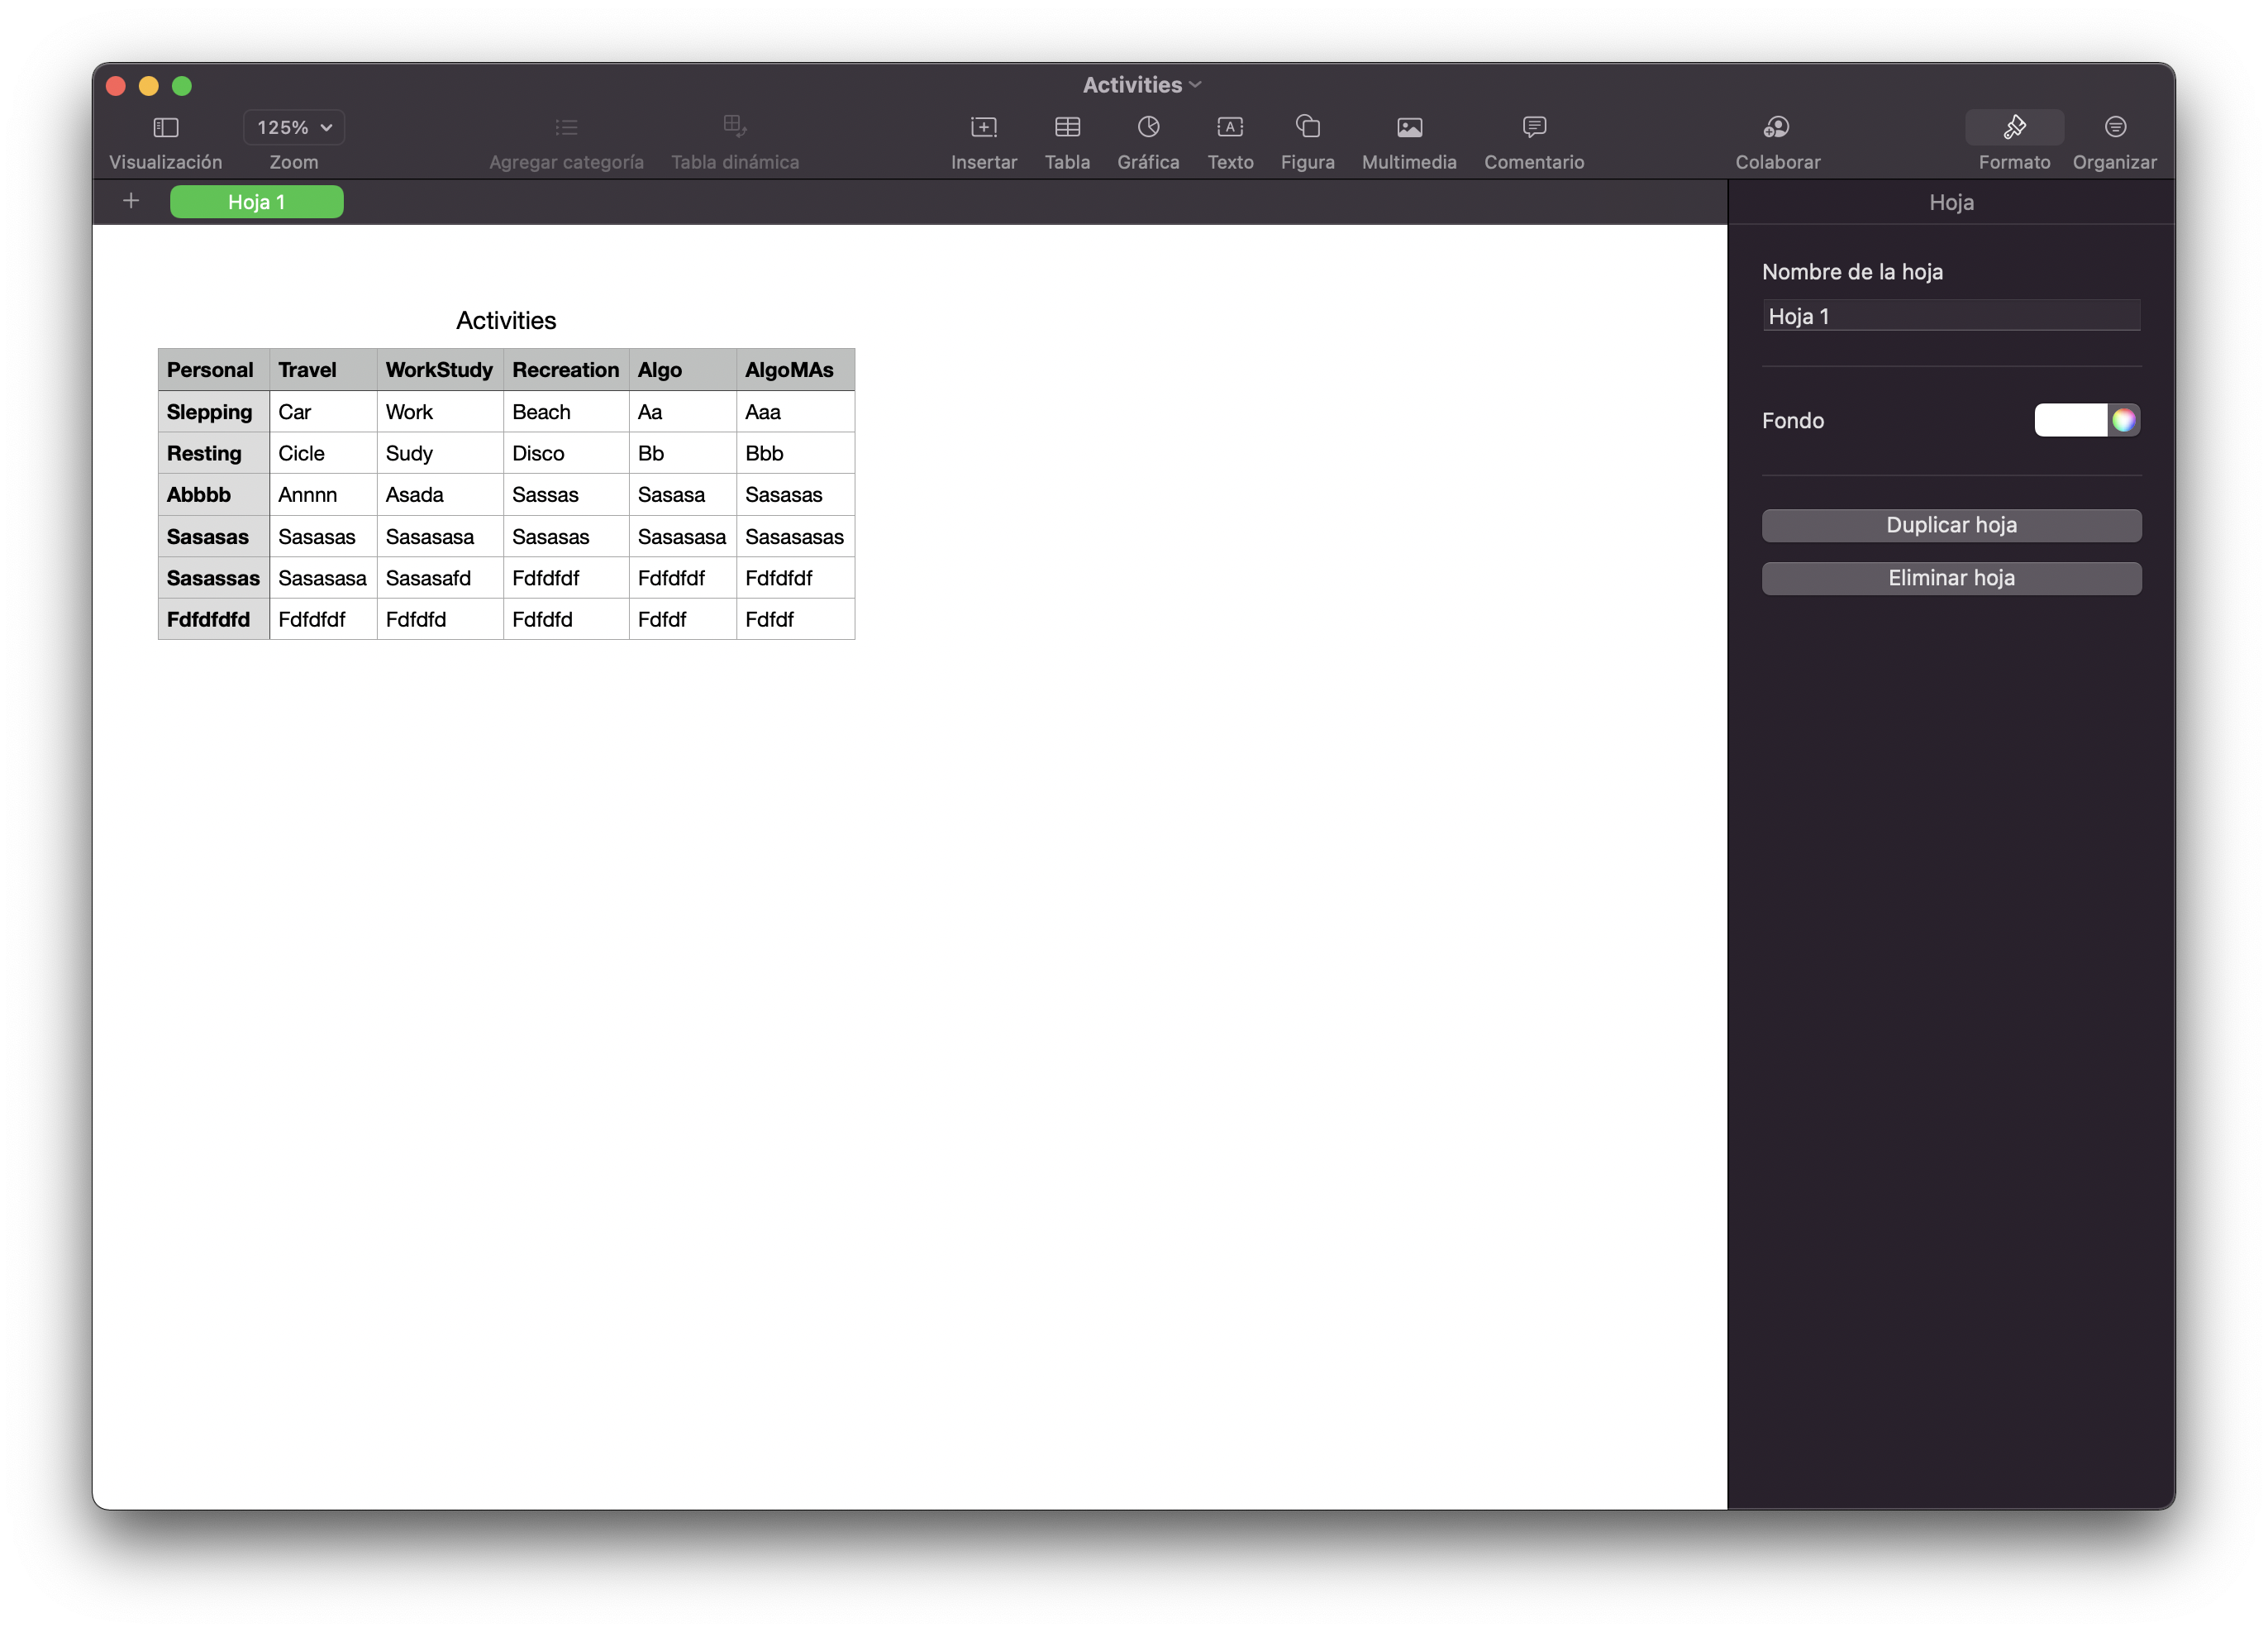 Activities
125%
Visualización Zoom Agregar categoría Tabla dinámica Insertar Tabla Gráfica Texto Figura Multimedia Comentario Colaborar Formato Organizar
Hoja 1
Hoja
Nombre de la hoja
Hoja 1
Fondo
Duplicar hoja
Eliminar hoja
Activities
Personal Travel WorkStudy Recreation Algo AlgoMAs
Slepping Car Work Beach Aa Aaa
Resting Cicle Sudy Disco Bb Bbb
Abbbb Annnn Asada Sassas Sasasa Sasasas
Sasasas Sasasas Sasasasa Sasasas Sasasasa Sasasasas
Sasassas Sasasasa Sasasafd Fdfdfdf Fdfdfdf Fdfdfdf
Fdfdfdfd Fdfdfdf Fdfdfd Fdfdfd Fdfdf Fdfdf